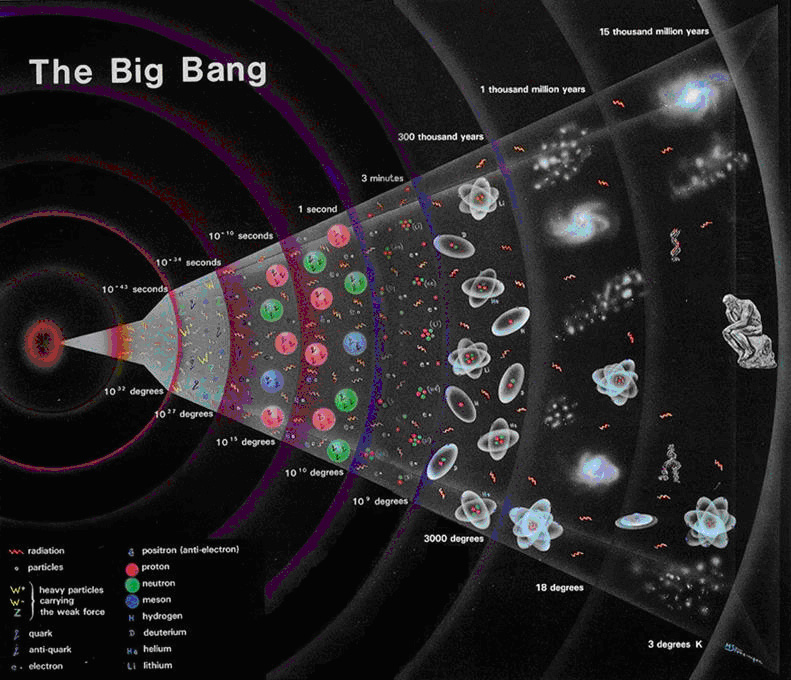 The Big Bang
15 thousand million years
1 thousand million years
300 thousand years
3 minutes
1 second
10⁻¹⁰ seconds
10⁻³⁴ seconds
10⁻⁴³ seconds
10³² degrees
10²⁷ degrees
10¹⁵ degrees
10¹⁰ degrees
10⁹ degrees
3000 degrees
18 degrees
3 degrees K
radiation
particles
W⁺
W⁻
Z
heavy particles
carrying
the weak force
quark
anti-quark
e⁻ electron
positron (anti-electron)
proton
neutron
meson
H hydrogen
D deuterium
He helium
Li lithium